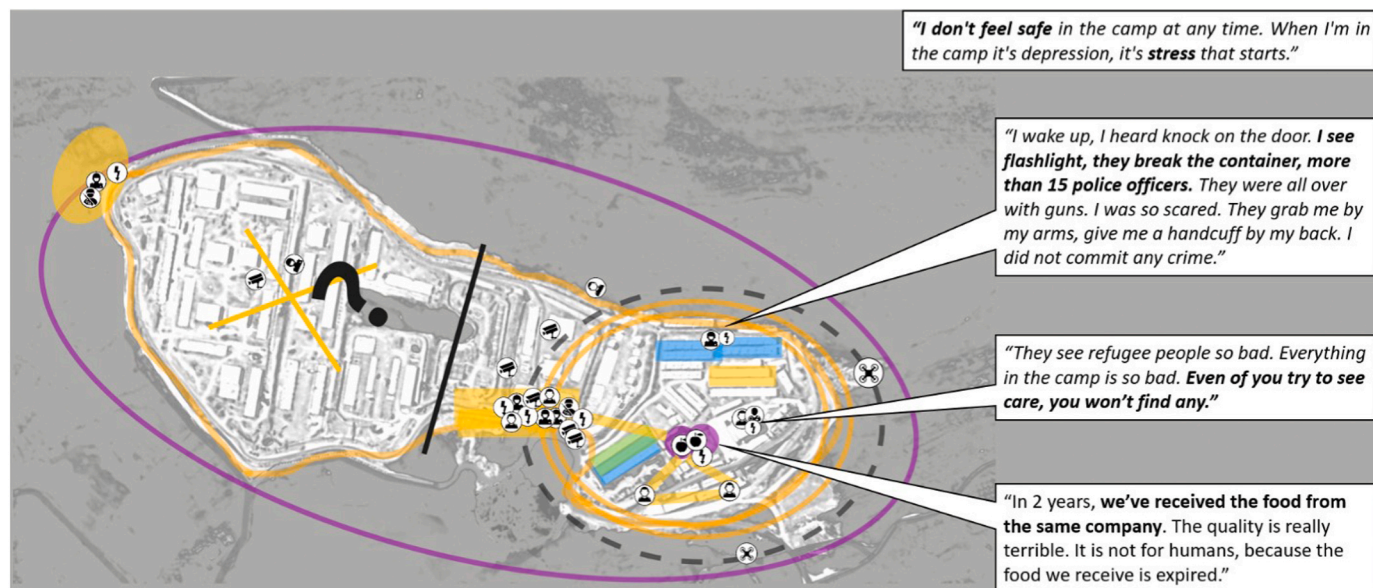 “I don't feel safe in the camp at any time. When I'm in
the camp it's depression, it's stress that starts.”
“I wake up, I heard knock on the door. I see
flashlight, they break the container, more
than 15 police officers. They were all over
with guns. I was so scared. They grab me by
my arms, give me a handcuff by my back. I
did not commit any crime.”
“They see refugee people so bad. Everything
in the camp is so bad. Even of you try to see
care, you won’t find any.”
“In 2 years, we’ve received the food from
the same company. The quality is really
terrible. It is not for humans, because the
food we receive is expired.”
?